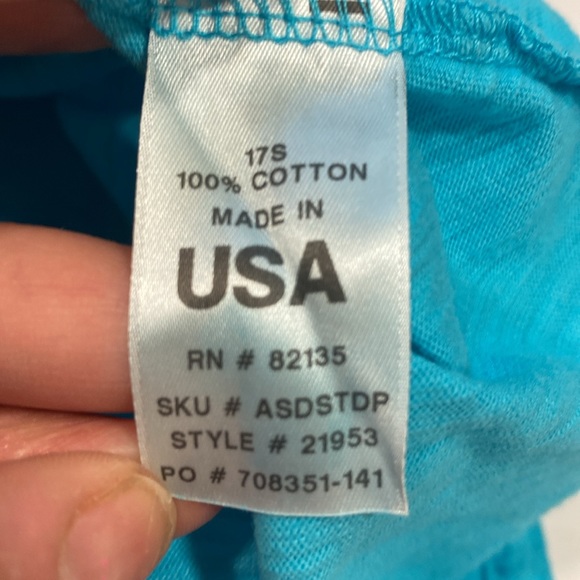 17S
100% COTTON
MADE IN
USA
RN # 82135
SKU # ASDSTDP
STYLE # 21953
PO # 708351-141